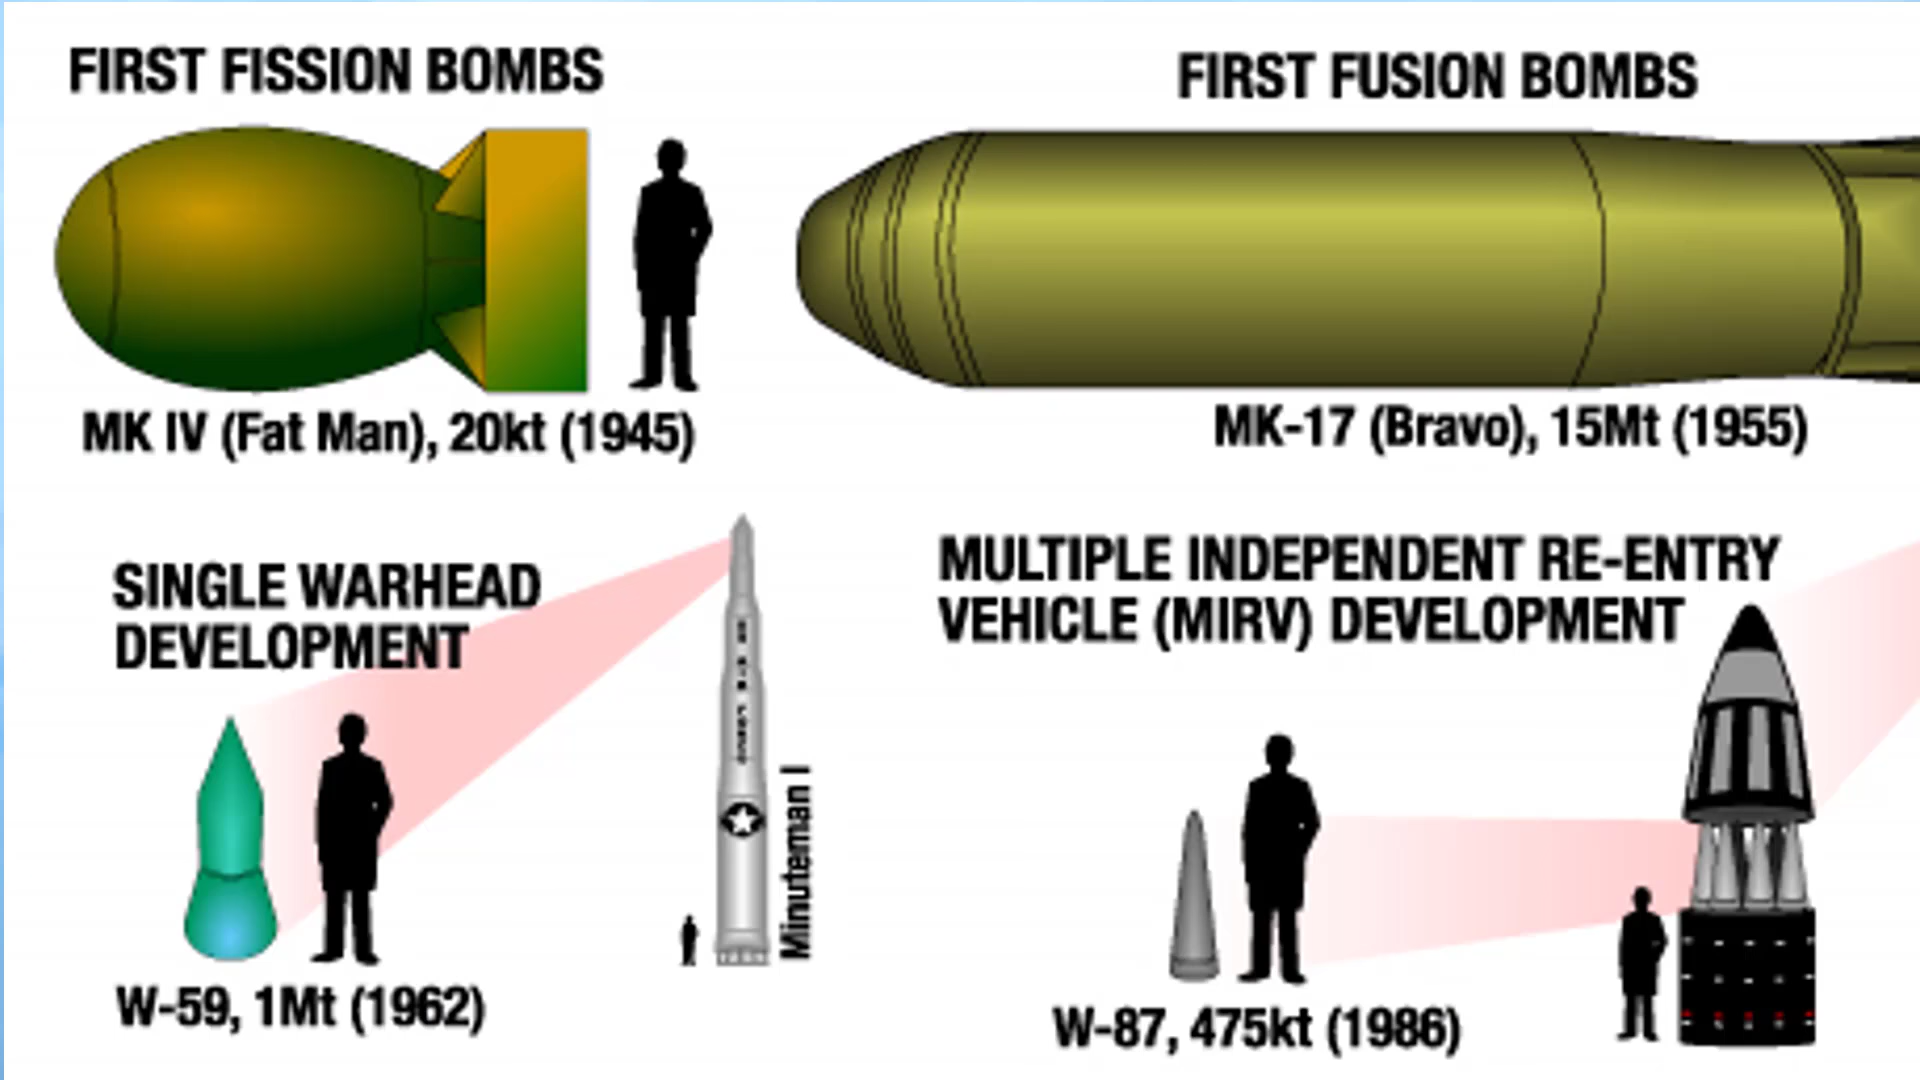 FIRST FISSION BOMBS
FIRST FUSION BOMBS
MK IV (Fat Man), 20kt (1945)
MK-17 (Bravo), 15Mt (1955)
SINGLE WARHEAD
DEVELOPMENT
Minuteman I
W-59, 1Mt (1962)
MULTIPLE INDEPENDENT RE-ENTRY
VEHICLE (MIRV) DEVELOPMENT
W-87, 475kt (1986)